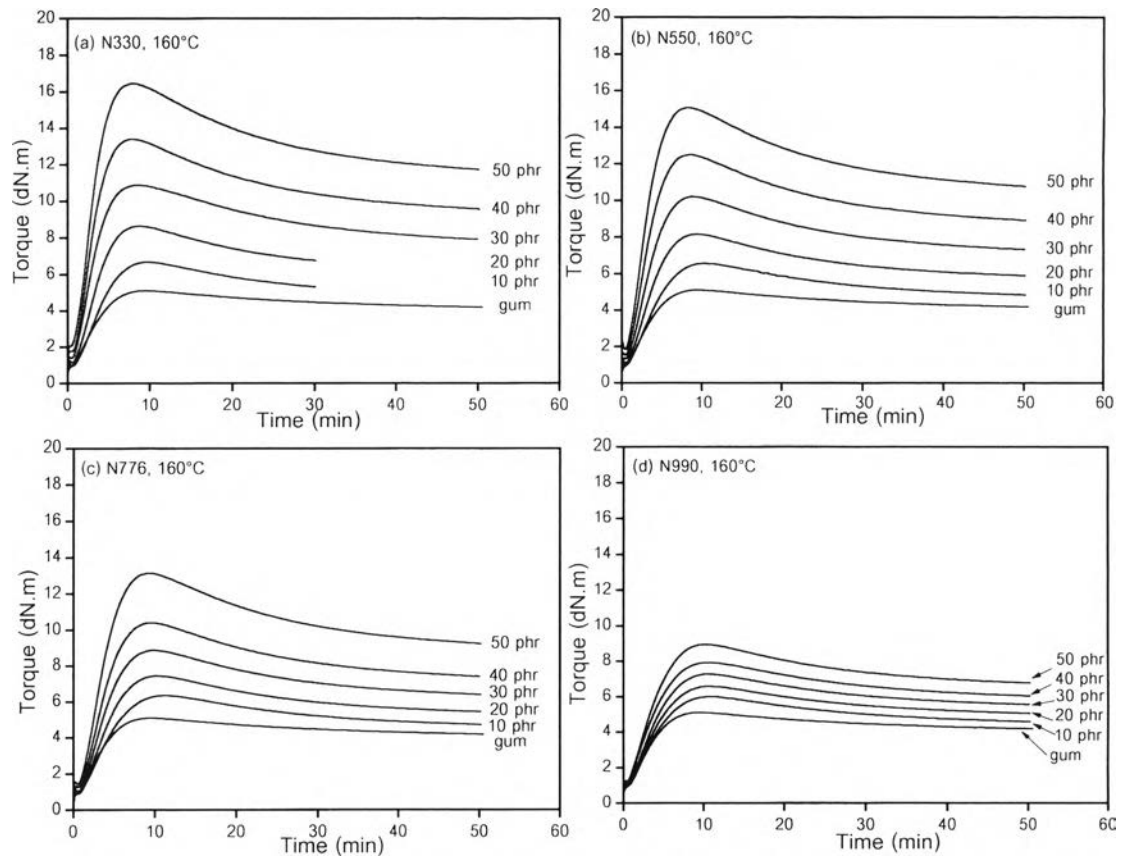 20
18
16
14
12
10
8
6
4
2
0
Torque (dN.m)
(a) N330, 160°C
50 phr
40 phr
30 phr
20 phr
10 phr
gum
0 10 20 30 40 50 60
Time (min)
20
18
16
14
12
10
8
6
4
2
0
Torque (dN.m)
(b) N550, 160°C
50 phr
40 phr
30 phr
20 phr
10 phr
gum
0 10 20 30 40 50 60
Time (min)
20
18
16
14
12
10
8
6
4
2
0
Torque (dN.m)
(c) N776, 160°C
50 phr
40 phr
30 phr
20 phr
10 phr
gum
0 10 20 30 40 50 60
Time (min)
20
18
16
14
12
10
8
6
4
2
0
Torque (dN.m)
(d) N990, 160°C
50 phr
40 phr
30 phr
20 phr
10 phr
gum
0 10 20 30 40 50 60
Time (min)